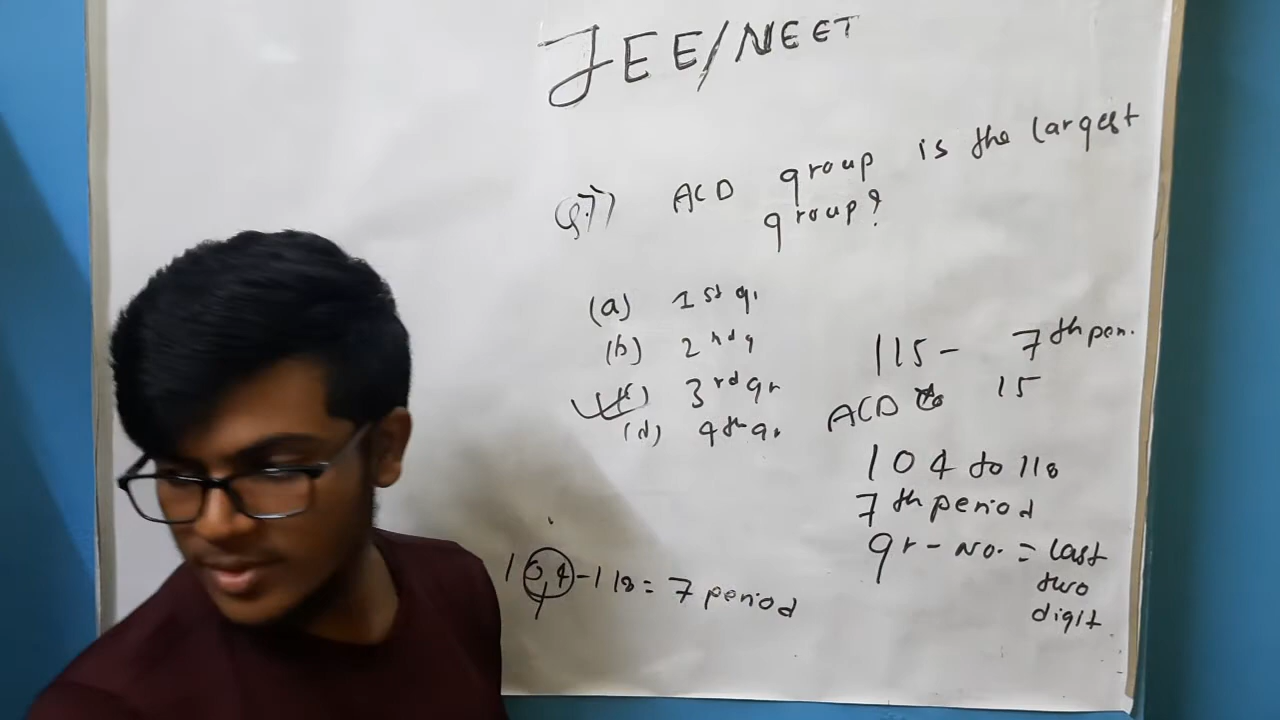 JEE/NEET
Q.7) ACD group is the largest
group?
(a) 1st gr
(b) 2nd g
(c) 3rd gr
(d) 4th gr
115 - 7th peri.
ACD 15
104 to 118
7th period
gr - No. = last
two
digit
104 - 118 = 7 period